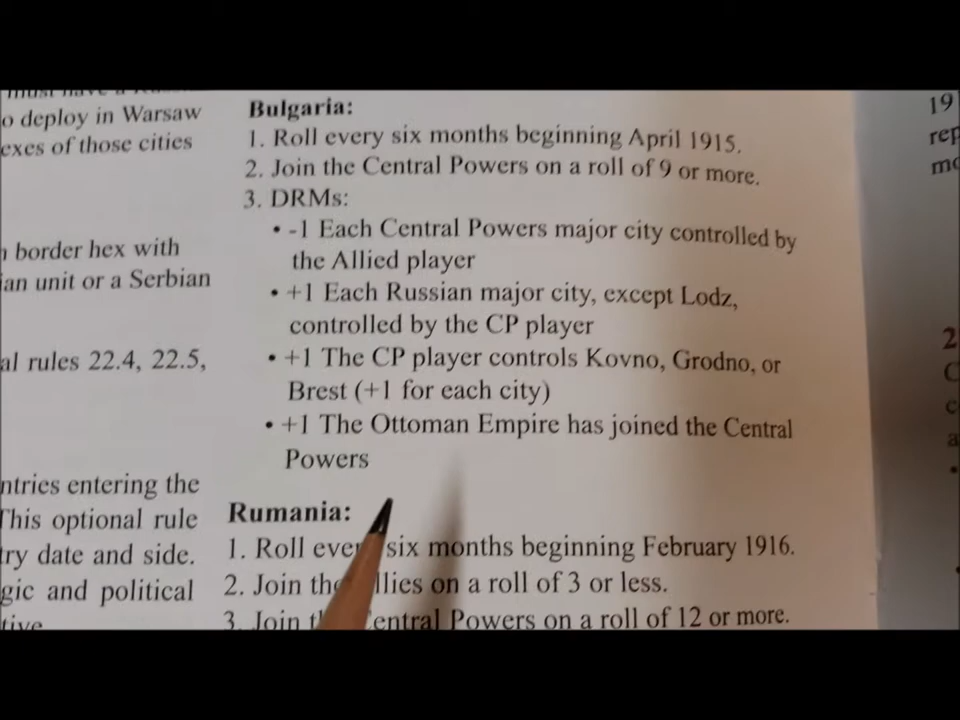 o deploy in Warsaw
exes of those cities
n border hex with
ian unit or a Serbian
al rules 22.4, 22.5,
ntries entering the
This optional rule
try date and side.
gic and political
tive
Bulgaria:
1. Roll every six months beginning April 1915.
2. Join the Central Powers on a roll of 9 or more.
3. DRMs:
• -1 Each Central Powers major city controlled by
the Allied player
• +1 Each Russian major city, except Lodz,
controlled by the CP player
• +1 The CP player controls Kovno, Grodno, or
Brest (+1 for each city)
• +1 The Ottoman Empire has joined the Central
Powers
Rumania:
1. Roll every six months beginning February 1916.
2. Join the Allies on a roll of 3 or less.
3. Join the Central Powers on a roll of 12 or more.
19
rep
mo
2